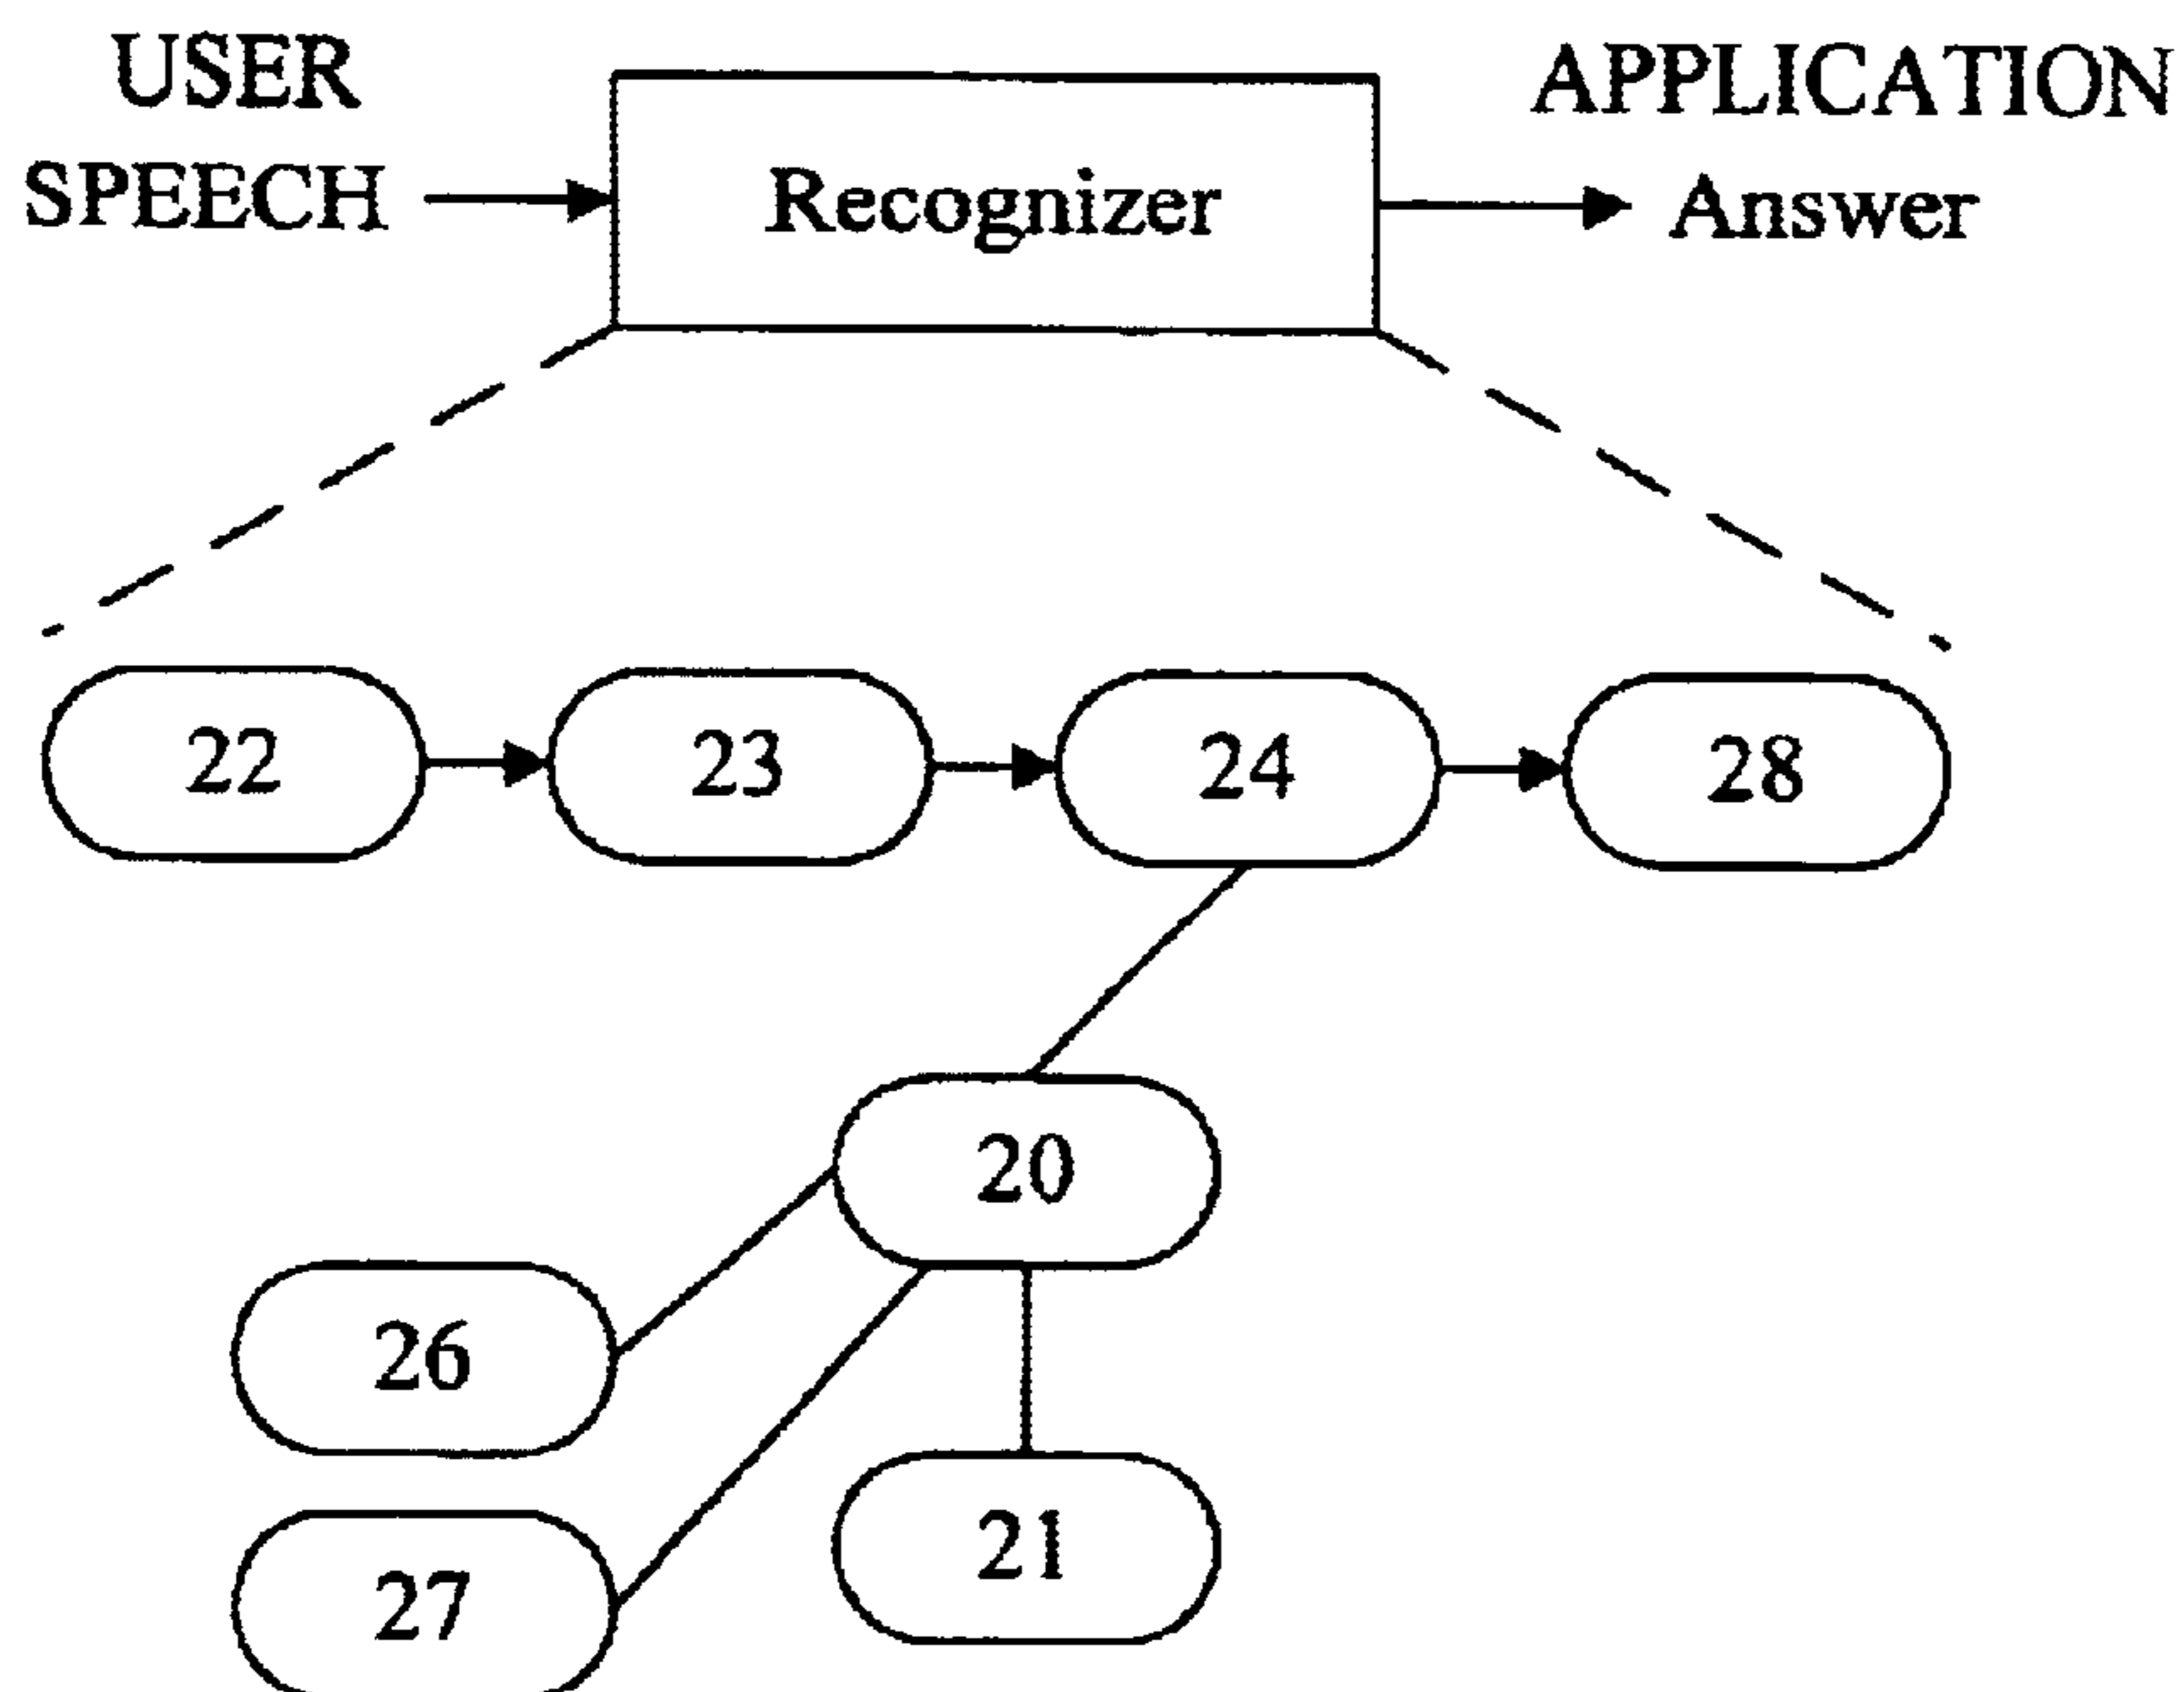 USER
SPEECH
Recognizer
APPLICATION
Answer
22
23
24
28
20
26
21
27